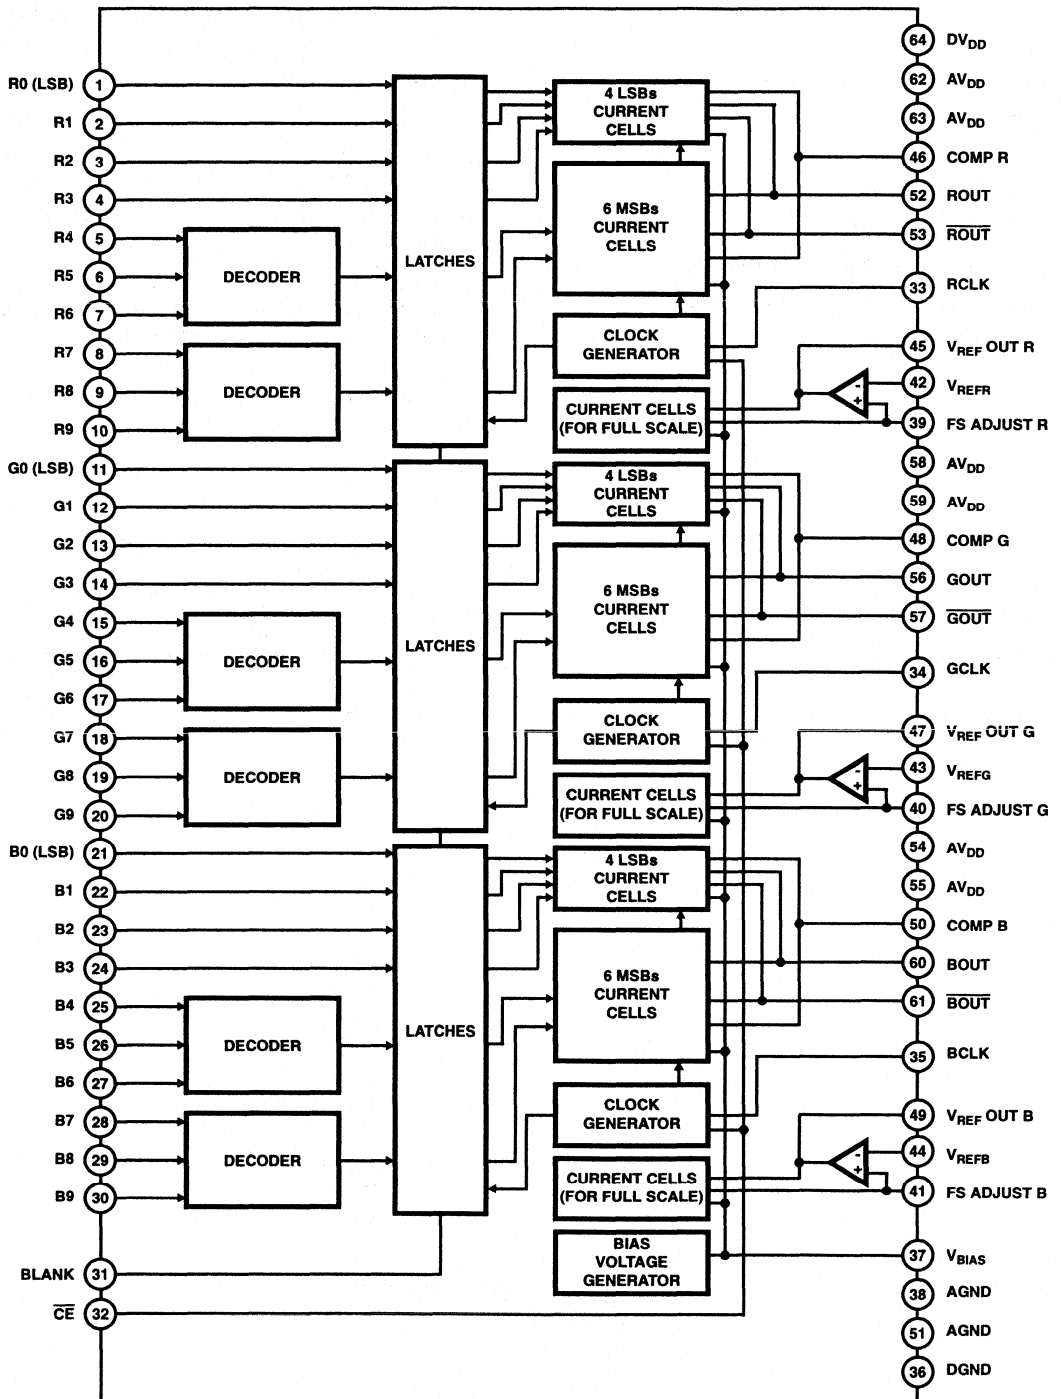 R0 (LSB) 1
R1 2
R2 3
R3 4
R4 5
R5 6
R6 7
R7 8
R8 9
R9 10
G0 (LSB) 11
G1 12
G2 13
G3 14
G4 15
G5 16
G6 17
G7 18
G8 19
G9 20
B0 (LSB) 21
B1 22
B2 23
B3 24
B4 25
B5 26
B6 27
B7 28
B8 29
B9 30
BLANK 31
C̅E̅ 32
DECODER
DECODER
DECODER
DECODER
DECODER
DECODER
LATCHES
LATCHES
LATCHES
4 LSBs
CURRENT
CELLS
6 MSBs
CURRENT
CELLS
CLOCK
GENERATOR
CURRENT CELLS
(FOR FULL SCALE)
4 LSBs
CURRENT
CELLS
6 MSBs
CURRENT
CELLS
CLOCK
GENERATOR
CURRENT CELLS
(FOR FULL SCALE)
4 LSBs
CURRENT
CELLS
6 MSBs
CURRENT
CELLS
CLOCK
GENERATOR
CURRENT CELLS
(FOR FULL SCALE)
BIAS
VOLTAGE
GENERATOR
- +
- +
- +
64 DVDD
62 AVDD
63 AVDD
46 COMP R
52 ROUT
53 R̅O̅U̅T̅
33 RCLK
45 VREF OUT R
42 VREFR
39 FS ADJUST R
58 AVDD
59 AVDD
48 COMP G
56 GOUT
57 G̅O̅U̅T̅
34 GCLK
47 VREF OUT G
43 VREFG
40 FS ADJUST G
54 AVDD
55 AVDD
50 COMP B
60 BOUT
61 B̅O̅U̅T̅
35 BCLK
49 VREF OUT B
44 VREFB
41 FS ADJUST B
37 VBIAS
38 AGND
51 AGND
36 DGND